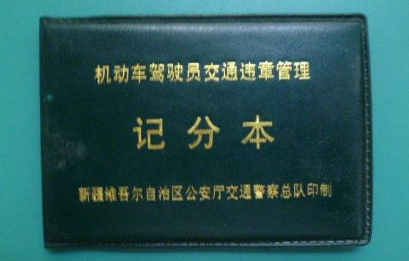 机动车驾驶员交通违章管理
记分本
新疆维吾尔自治区公安厅交通警察总队印制